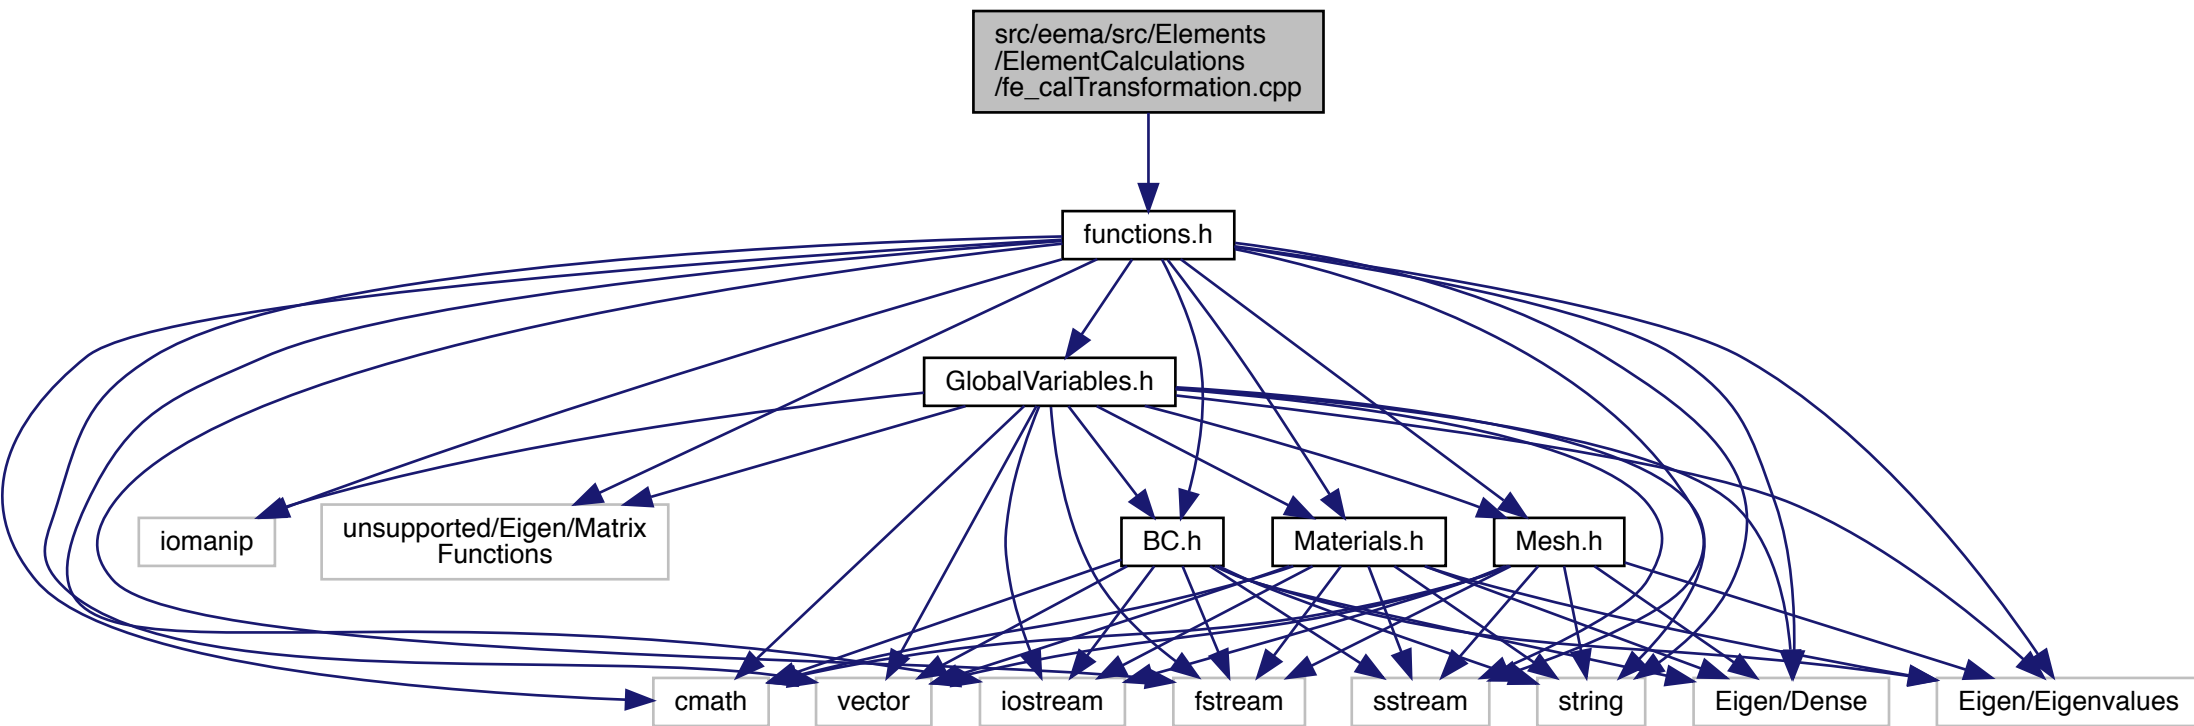 src/eema/src/Elements
/ElementCalculations
/fe_calTransformation.cpp
functions.h
GlobalVariables.h
iomanip
unsupported/Eigen/Matrix
Functions
BC.h
Materials.h
Mesh.h
cmath
vector
iostream
fstream
sstream
string
Eigen/Dense
Eigen/Eigenvalues